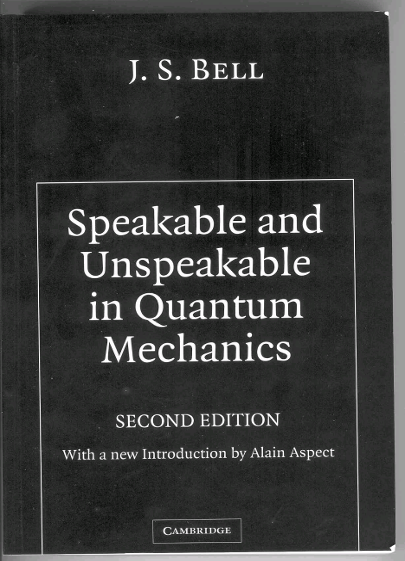 J. S. BELL
Speakable and
Unspeakable
in Quantum
Mechanics
SECOND EDITION
With a new Introduction by Alain Aspect
CAMBRIDGE